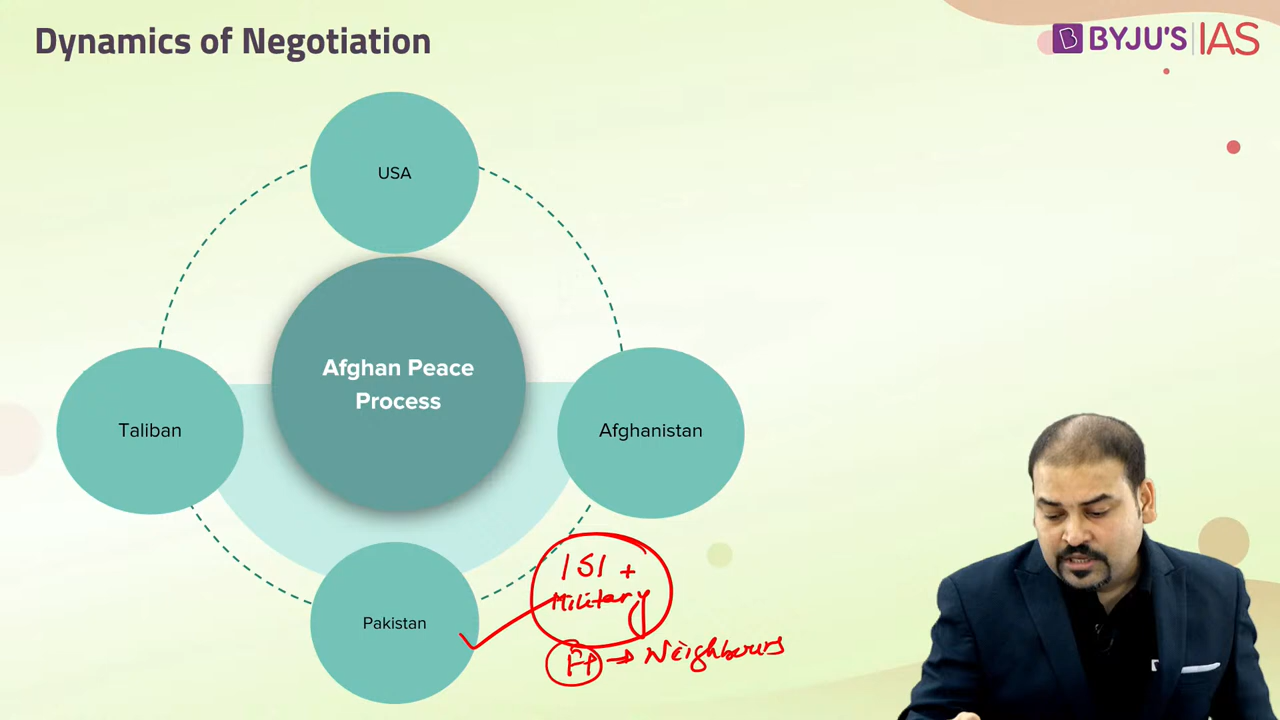 Dynamics of Negotiation
BYJU'S IAS
USA
Afghan Peace
Process
Taliban
Afghanistan
Pakistan
ISI +
Military
FP → Neighbours